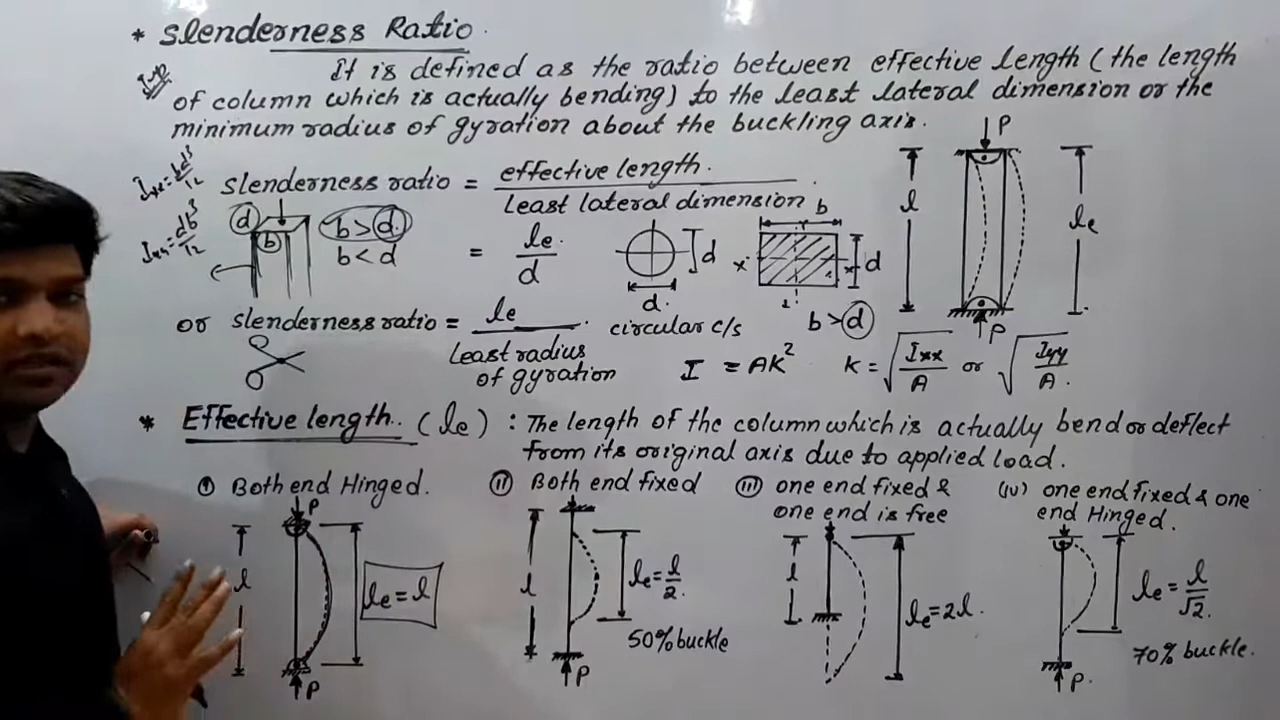 * Slenderness Ratio.
Imp
It is defined as the ratio between effective length (the length
of column which is actually bending) to the least lateral dimension or the
minimum radius of gyration about the buckling axis.
Ixx = bd³/12
slenderness ratio = effective length. / Least lateral dimension
= le. / d
d
b
b > d.
b < d
d
d.
circular c/s
b
x
x
d
b > d
P
l
le
P
or slenderness ratio = le / Least radius of gyration
I = AK²
K = √Ixx/A or √Iyy/A.
* Effective length.. (le) : The length of the column which is actually bend or deflect
from its original axis due to applied load.
(i) Both end Hinged.
P
l
le = l
P
(ii) Both end fixed
l
le = l/2.
50% buckle
P
(iii) one end fixed &
one end is free
l
le = 2l.
(iv) one end fixed & one
end Hinged.
le = l/√2.
70% buckle.
P.